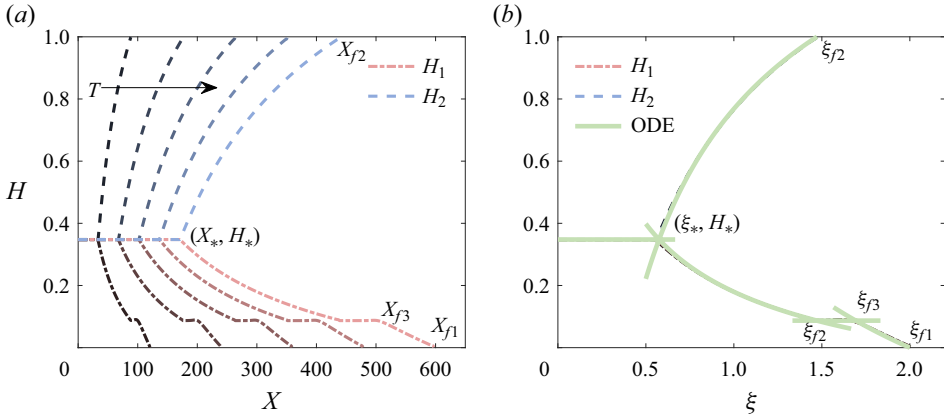 (a)
1.0
0.8
0.6
0.4
0.2
H
T
X_{f2}
H_1
H_2
(X_*, H_*)
X_{f3}
X_{f1}
0 100 200 300 400 500 600
X
(b)
1.0
0.8
0.6
0.4
0.2
ξ_{f2}
H_1
H_2
ODE
(ξ_*, H_*)
ξ_{f3}
ξ_{f2}
ξ_{f1}
0 0.5 1.0 1.5 2.0
ξ